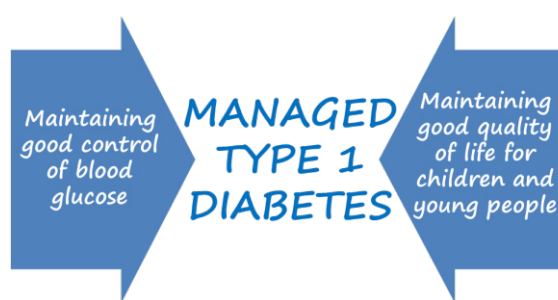 Maintaining
good control
of blood
glucose
MANAGED
TYPE 1
DIABETES
Maintaining
good quality
of life for
children and
young people